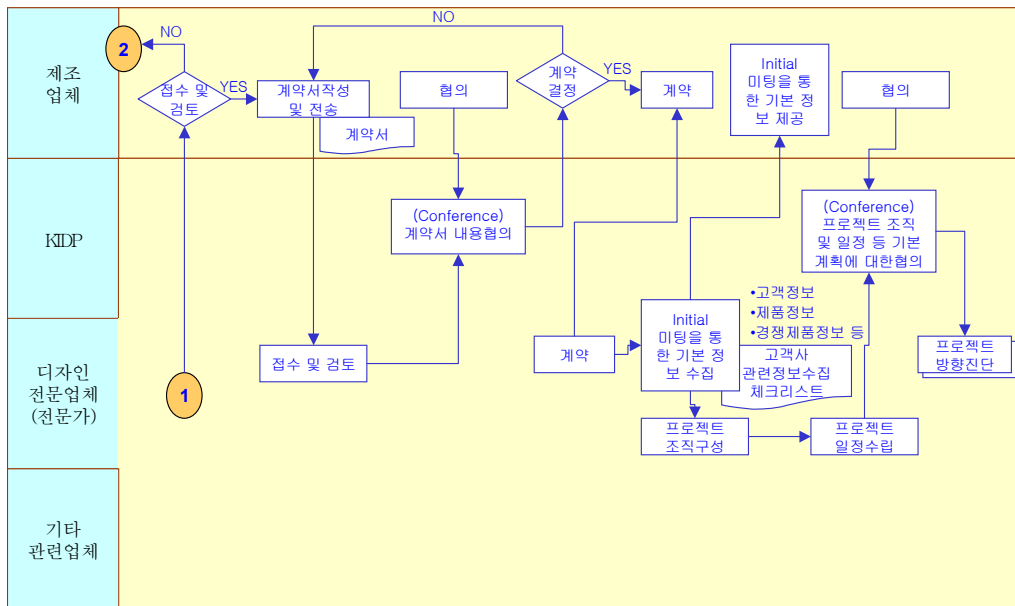 제조
업체
2
NO
접수 및
검토
YES
계약서작성
및 전송
계약서
NO
협의
계약
결정
YES
계약
Initial
미팅을 통
한 기본 정
보 제공
협의
KIDP
(Conference)
계약서 내용협의
(Conference)
프로젝트 조직
및 일정 등 기본
계획에 대한협의
디자인
전문업체
(전문가)
1
접수 및 검토
계약
Initial
미팅을 통
한 기본 정
보 수집
•고객정보
•제품정보
•경쟁제품정보 등
고객사
관련정보수집
체크리스트
프로젝트
조직구성
프로젝트
일정수립
프로젝트
방향진단
기타
관련업체